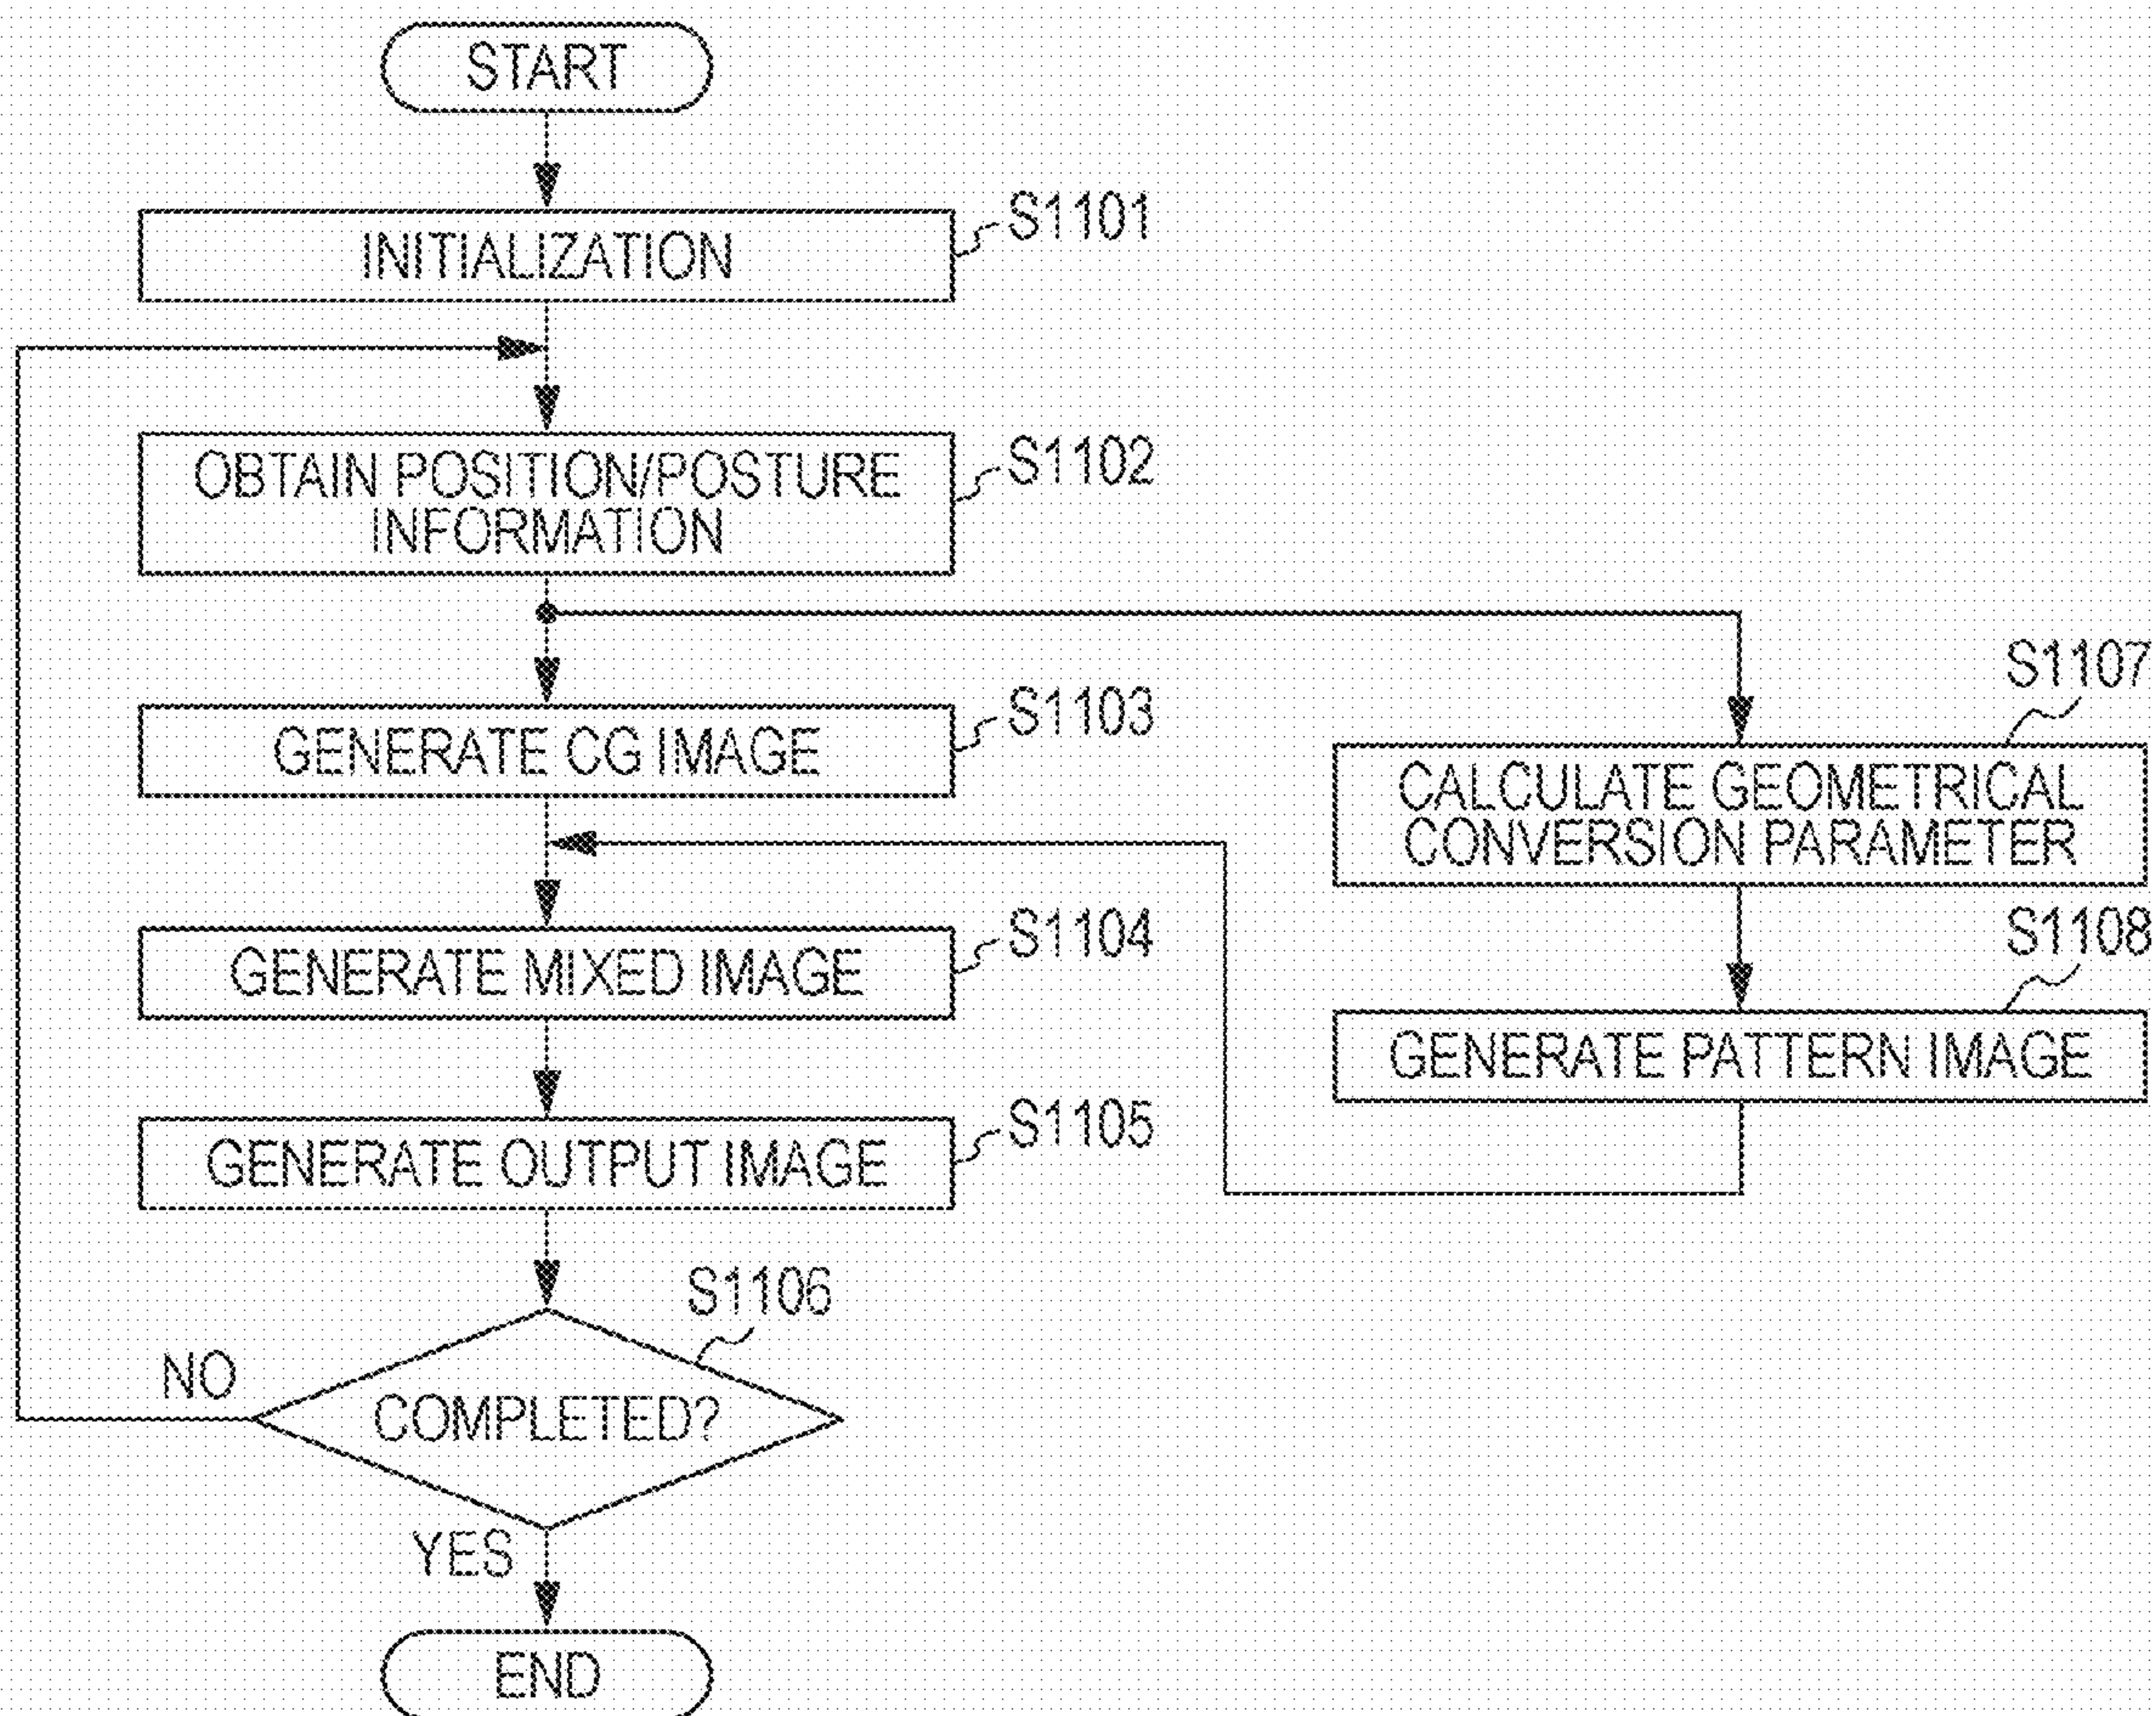 START
INITIALIZATION
S1101
OBTAIN POSITION/POSTURE
INFORMATION
S1102
GENERATE CG IMAGE
S1103
GENERATE MIXED IMAGE
S1104
GENERATE OUTPUT IMAGE
S1105
S1106
COMPLETED?
NO
YES
END
S1107
CALCULATE GEOMETRICAL
CONVERSION PARAMETER
S1108
GENERATE PATTERN IMAGE